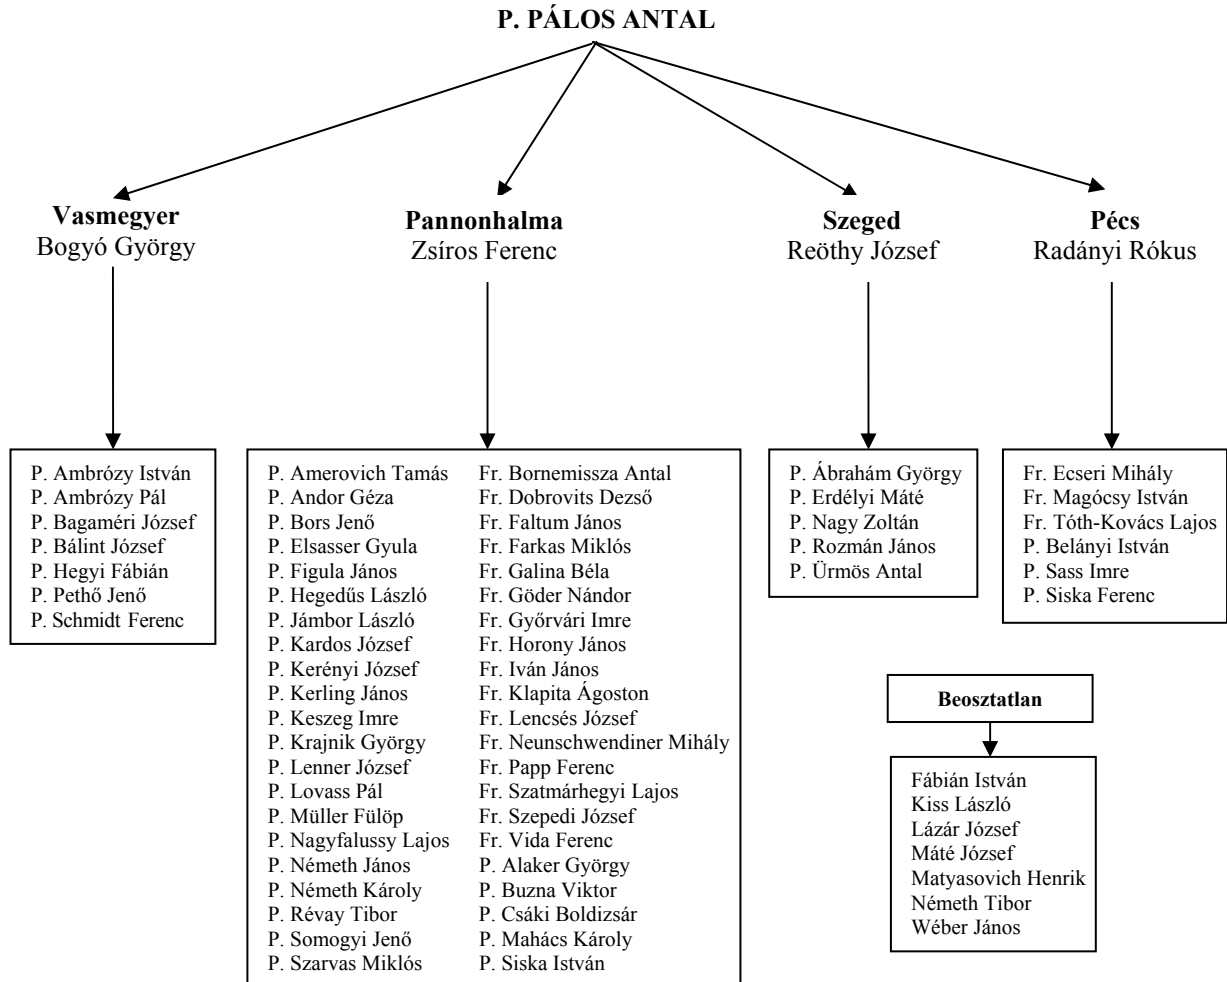 P. PÁLOS ANTAL
Vasmegyer
Bogyó György
Pannonhalma
Zsíros Ferenc
Szeged
Reöthy József
Pécs
Radányi Rókus
P. Ambrózy István
P. Ambrózy Pál
P. Bagaméri József
P. Bálint József
P. Hegyi Fábián
P. Pethő Jenő
P. Schmidt Ferenc
P. Amerovich Tamás
P. Andor Géza
P. Bors Jenő
P. Elsasser Gyula
P. Figula János
P. Hegedűs László
P. Jámbor László
P. Kardos József
P. Kerényi József
P. Kerling János
P. Keszeg Imre
P. Krajnik György
P. Lenner József
P. Lovass Pál
P. Müller Fülöp
P. Nagyfalussy Lajos
P. Németh János
P. Németh Károly
P. Révay Tibor
P. Somogyi Jenő
P. Szarvas Miklós
Fr. Bornemissza Antal
Fr. Dobrovits Dezső
Fr. Faltum János
Fr. Farkas Miklós
Fr. Galina Béla
Fr. Göder Nándor
Fr. Győrvári Imre
Fr. Horony János
Fr. Iván János
Fr. Klapita Ágoston
Fr. Lencsés József
Fr. Neunschwendiner Mihály
Fr. Papp Ferenc
Fr. Szatmárhegyi Lajos
Fr. Szepedi József
Fr. Vida Ferenc
P. Alaker György
P. Buzna Viktor
P. Csáki Boldizsár
P. Mahács Károly
P. Siska István
P. Ábrahám György
P. Erdélyi Máté
P. Nagy Zoltán
P. Rozmán János
P. Ürmös Antal
Fr. Ecseri Mihály
Fr. Magócsy István
Fr. Tóth-Kovács Lajos
P. Belányi István
P. Sass Imre
P. Siska Ferenc
Beosztatlan
Fábián István
Kiss László
Lázár József
Máté József
Matyasovich Henrik
Németh Tibor
Wéber János